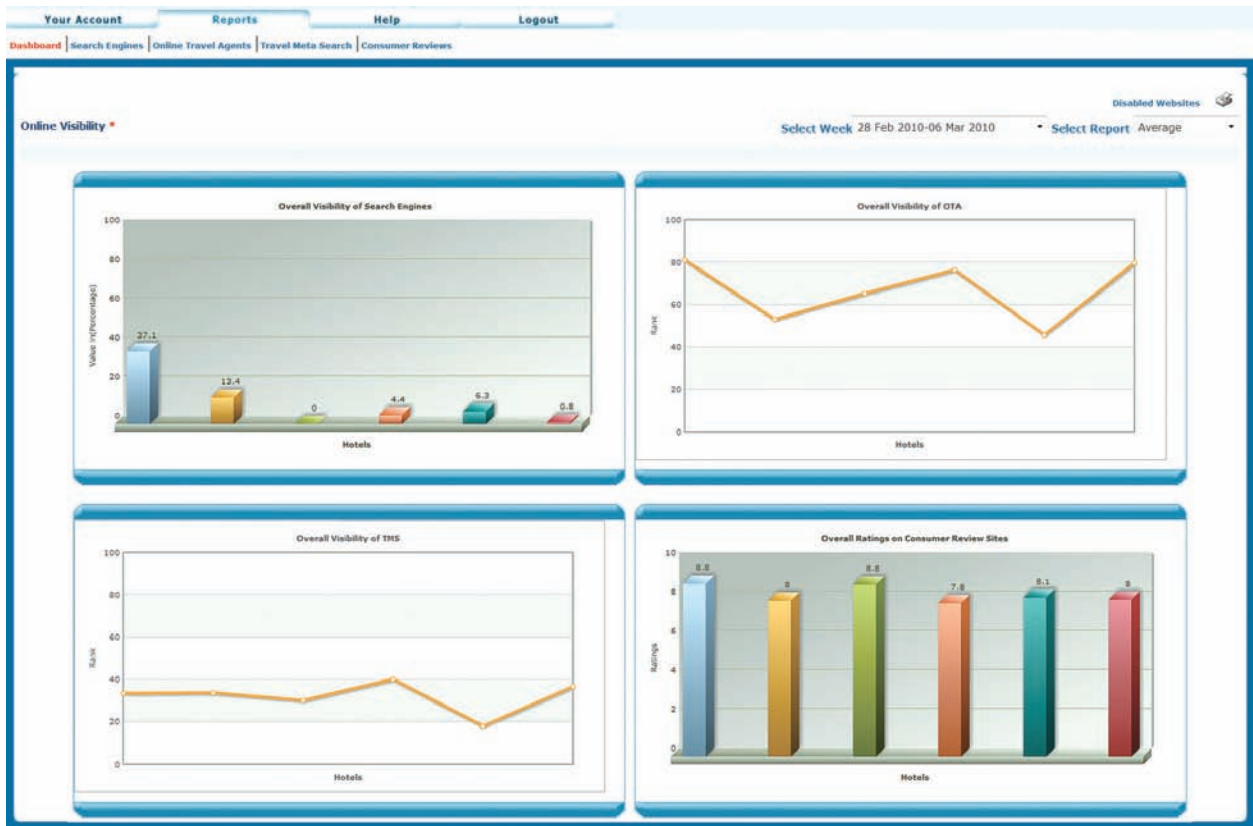 Your Account Reports Help Logout
Dashboard Search Engines Online Travel Agents Travel Meta Search Consumer Reviews
Disabled Websites
Online Visibility *
Select Week 28 Feb 2010-06 Mar 2010 Select Report Average
Overall Visibility of Search Engines
Value in(Percentage)
100
80
60
40
20
0
37.1
13.4
0
4.4
6.3
0.8
Hotels
Overall Visibility of OTA
Rank
100
80
60
40
20
0
Hotels
Overall Visibility of TMS
Rank
100
80
60
40
20
0
Hotels
Overall Ratings on Consumer Review Sites
Ratings
10
8
6
4
2
0
8.8
8
8.8
7.8
8.1
8
Hotels